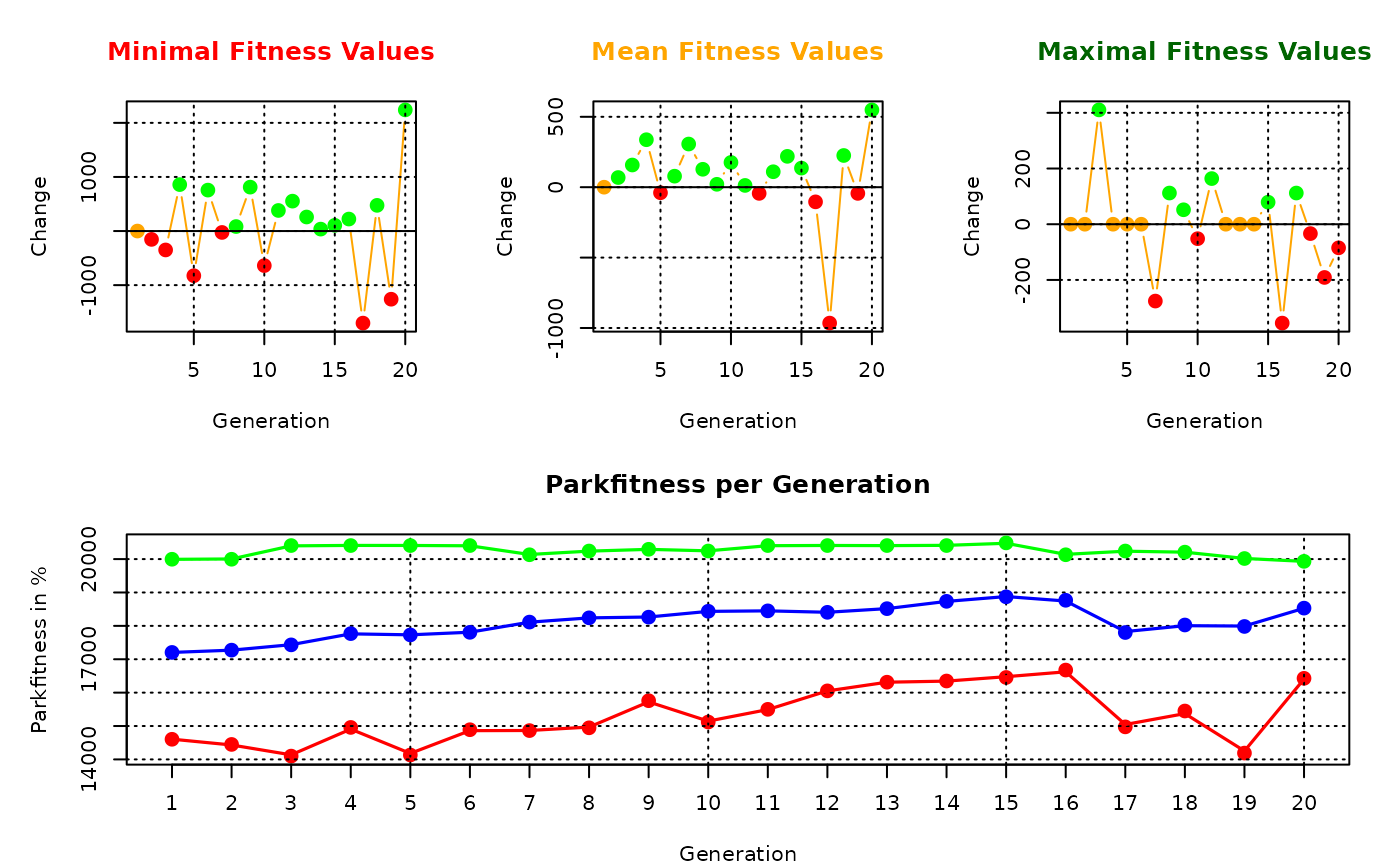 Minimal Fitness Values
Change
1000
-1000
5 10 15 20
Generation
Mean Fitness Values
Change
500
0
-1000
5 10 15 20
Generation
Maximal Fitness Values
Change
200
0
-200
5 10 15 20
Generation
Parkfitness per Generation
Parkfitness in %
20000
17000
14000
1 2 3 4 5 6 7 8 9 10 11 12 13 14 15 16 17 18 19 20
Generation